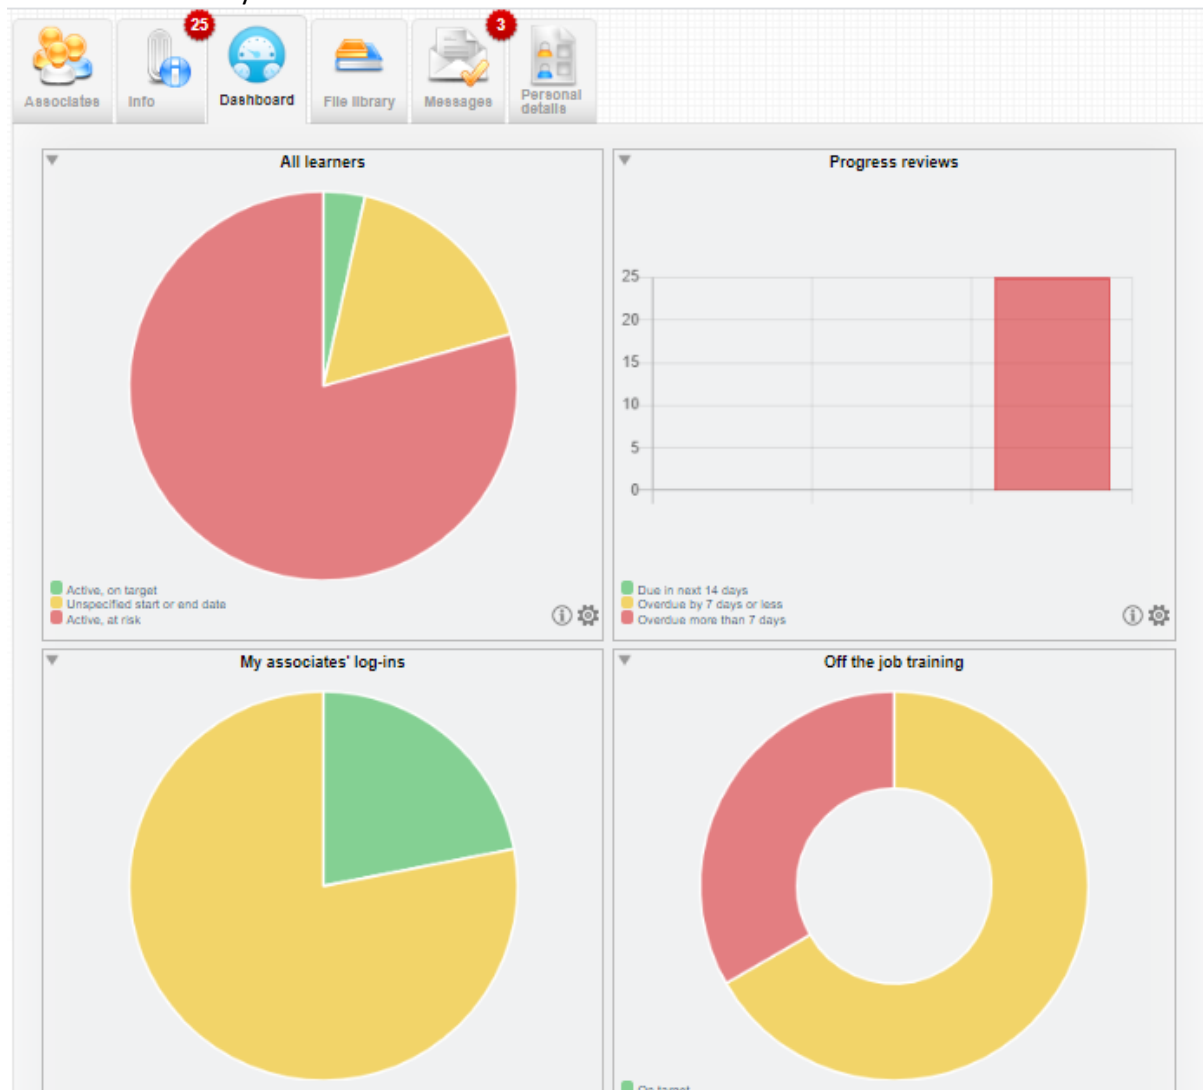 25
3
Associates
Info
Dashboard
File library
Messages
Personal
details
All learners
Active, on target
Unspecified start or end date
Active, at risk
Progress reviews
25
20
15
10
5
0
Due in next 14 days
Overdue by 7 days or less
Overdue more than 7 days
My associates' log-ins
Off the job training
On target